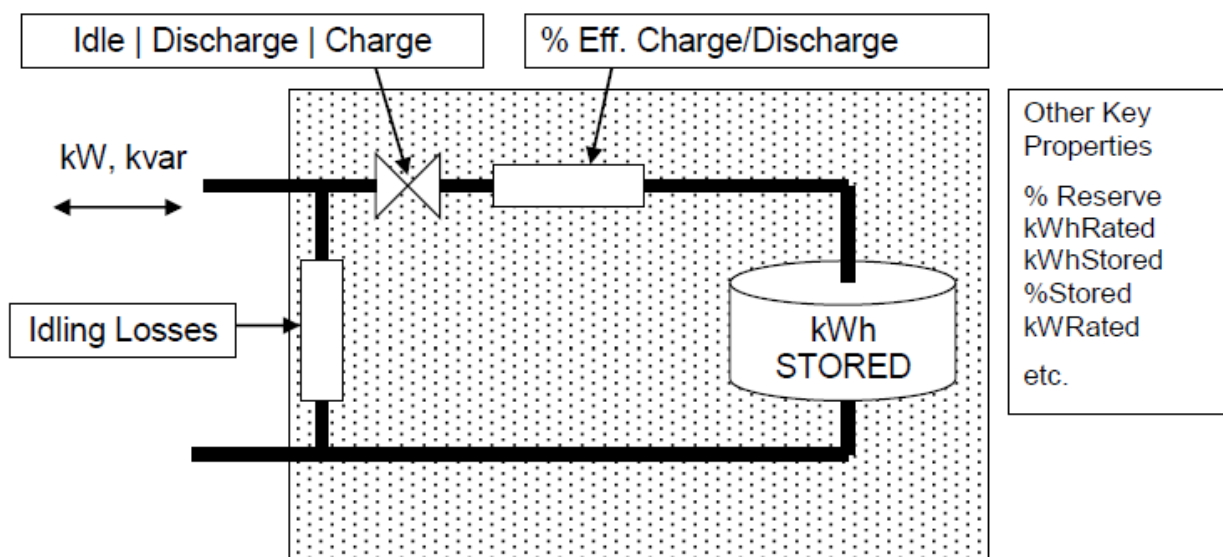 Idle | Discharge | Charge
% Eff. Charge/Discharge
kW, kvar
Idling Losses
kWh
STORED
Other Key
Properties
% Reserve
kWhRated
kWhStored
%Stored
kWRated
etc.